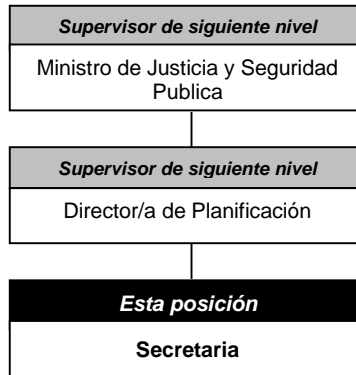 Supervisor de siguiente nivel
Ministro de Justicia y Seguridad
Publica
Supervisor de siguiente nivel
Director/a de Planificación
Esta posición
Secretaria